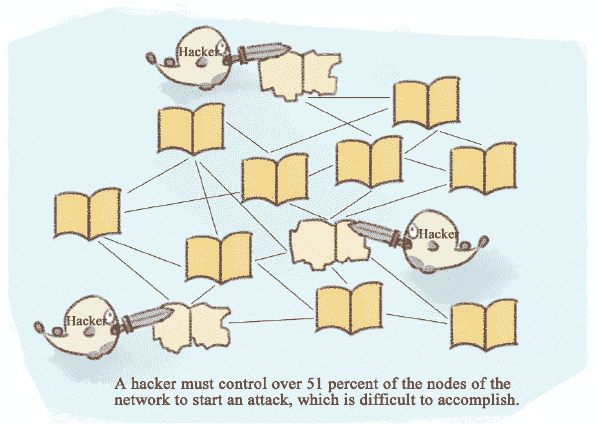 Hacker
Hacker
Hacker
A hacker must control over 51 percent of the nodes of the
network to start an attack, which is difficult to accomplish.